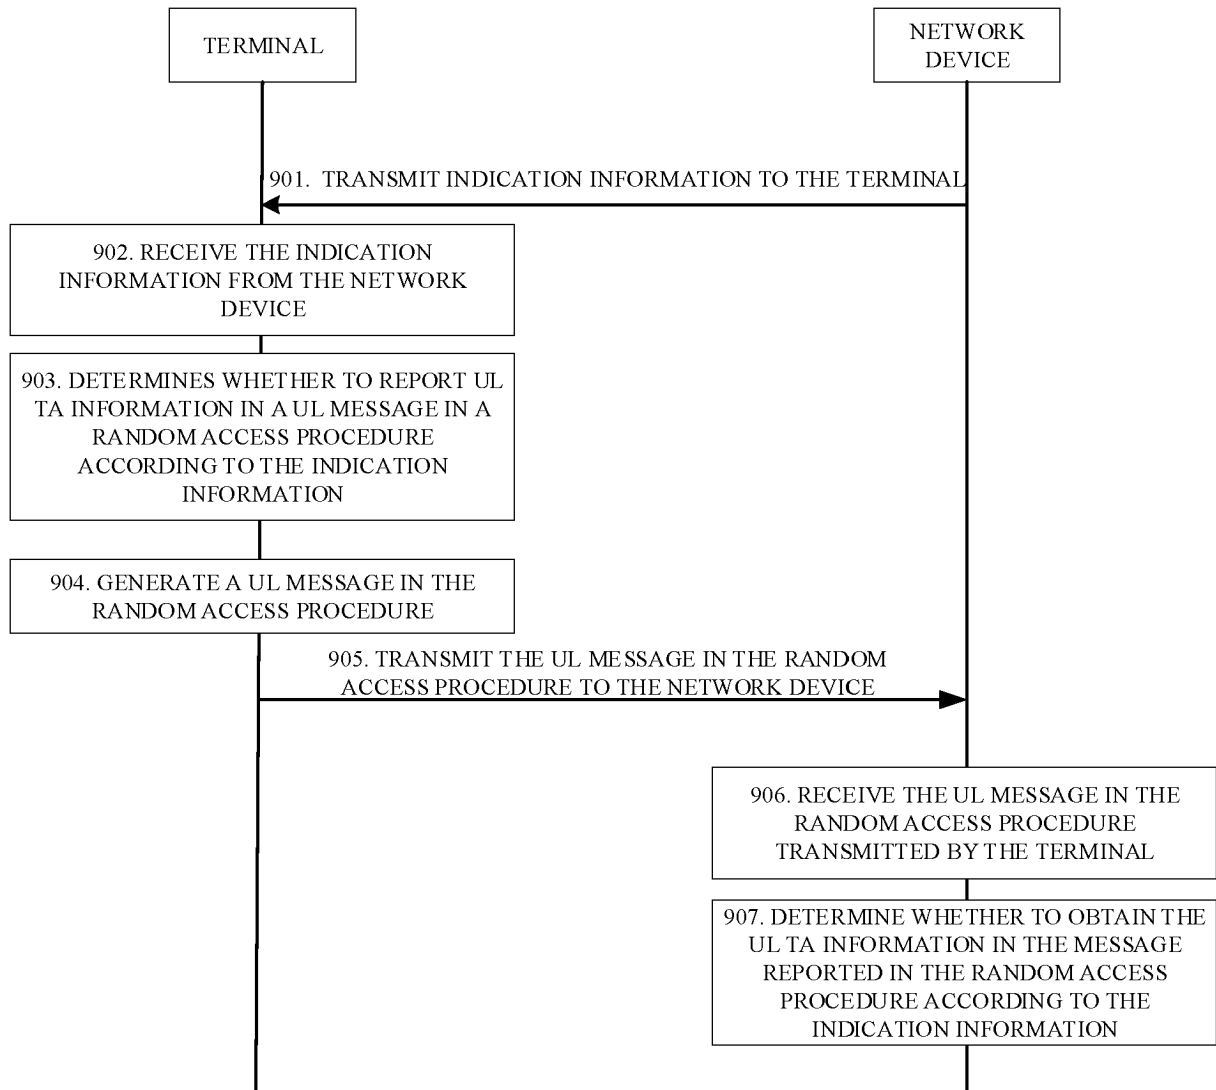 TERMINAL
NETWORK
DEVICE
901. TRANSMIT INDICATION INFORMATION TO THE TERMINAL
902. RECEIVE THE INDICATION
INFORMATION FROM THE NETWORK
DEVICE
903. DETERMINES WHETHER TO REPORT UL
TA INFORMATION IN A UL MESSAGE IN A
RANDOM ACCESS PROCEDURE
ACCORDING TO THE INDICATION
INFORMATION
904. GENERATE A UL MESSAGE IN THE
RANDOM ACCESS PROCEDURE
905. TRANSMIT THE UL MESSAGE IN THE RANDOM
ACCESS PROCEDURE TO THE NETWORK DEVICE
906. RECEIVE THE UL MESSAGE IN THE
RANDOM ACCESS PROCEDURE
TRANSMITTED BY THE TERMINAL
907. DETERMINE WHETHER TO OBTAIN THE
UL TA INFORMATION IN THE MESSAGE
REPORTED IN THE RANDOM ACCESS
PROCEDURE ACCORDING TO THE
INDICATION INFORMATION